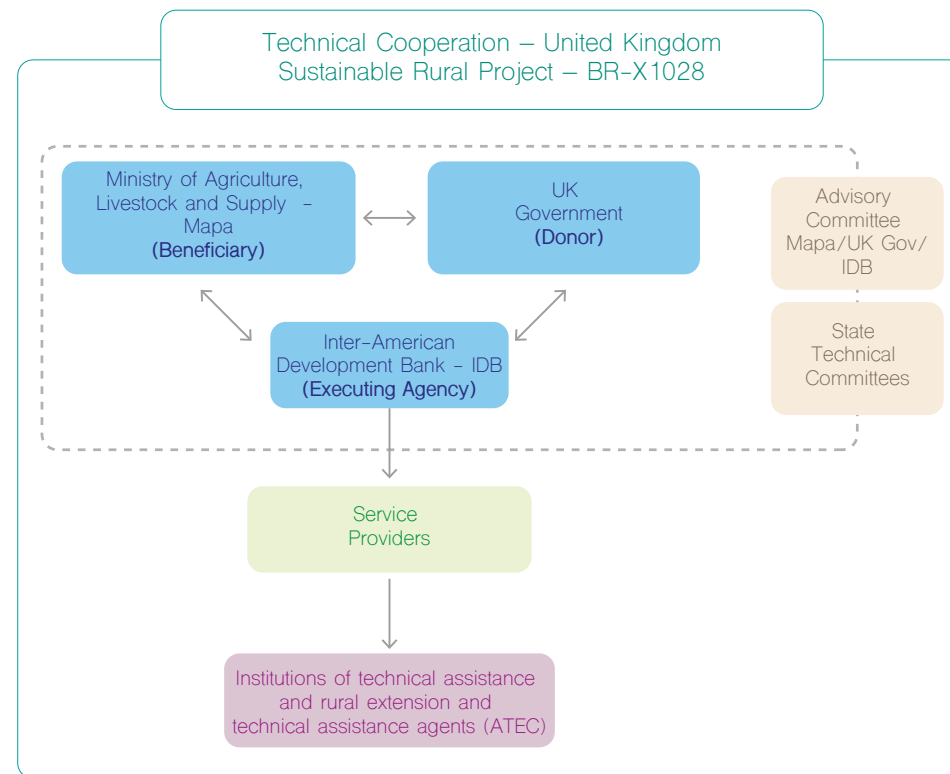 Technical Cooperation – United Kingdom
Sustainable Rural Project – BR-X1028
Ministry of Agriculture,
Livestock and Supply -
Mapa
(Beneficiary)
UK
Government
(Donor)
Advisory
Committee
Mapa/UK Gov/
IDB
Inter-American
Development Bank - IDB
(Executing Agency)
State
Technical
Committees
Service
Providers
Institutions of technical assistance
and rural extension and
technical assistance agents (ATEC)